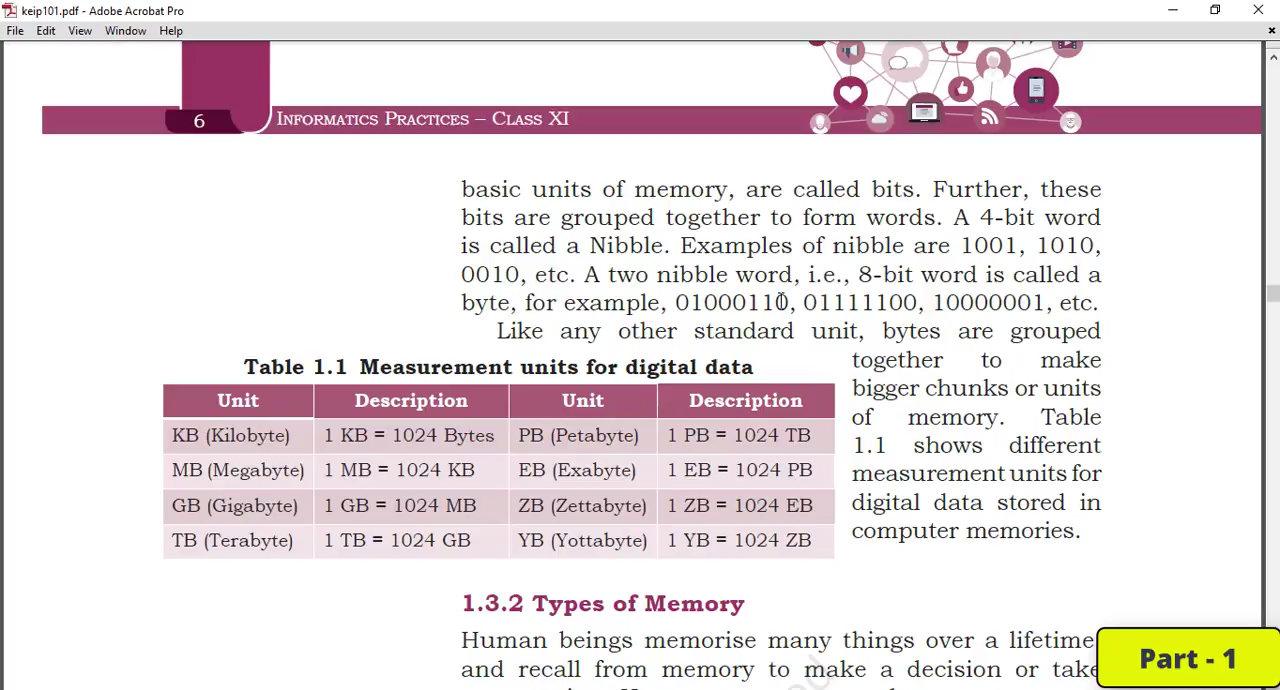 keip101.pdf - Adobe Acrobat Pro
File Edit View Window Help
6 Informatics Practices – Class XI
basic units of memory, are called bits. Further, these
bits are grouped together to form words. A 4-bit word
is called a Nibble. Examples of nibble are 1001, 1010,
0010, etc. A two nibble word, i.e., 8-bit word is called a
byte, for example, 01000110, 01111100, 10000001, etc.
Like any other standard unit, bytes are grouped
together to make
bigger chunks or units
of memory. Table
1.1 shows different
measurement units for
digital data stored in
computer memories.
Table 1.1 Measurement units for digital data
Unit Description Unit Description
KB (Kilobyte) 1 KB = 1024 Bytes PB (Petabyte) 1 PB = 1024 TB
MB (Megabyte) 1 MB = 1024 KB EB (Exabyte) 1 EB = 1024 PB
GB (Gigabyte) 1 GB = 1024 MB ZB (Zettabyte) 1 ZB = 1024 EB
TB (Terabyte) 1 TB = 1024 GB YB (Yottabyte) 1 YB = 1024 ZB
1.3.2 Types of Memory
Human beings memorise many things over a lifetime
and recall from memory to make a decision or take
Part - 1